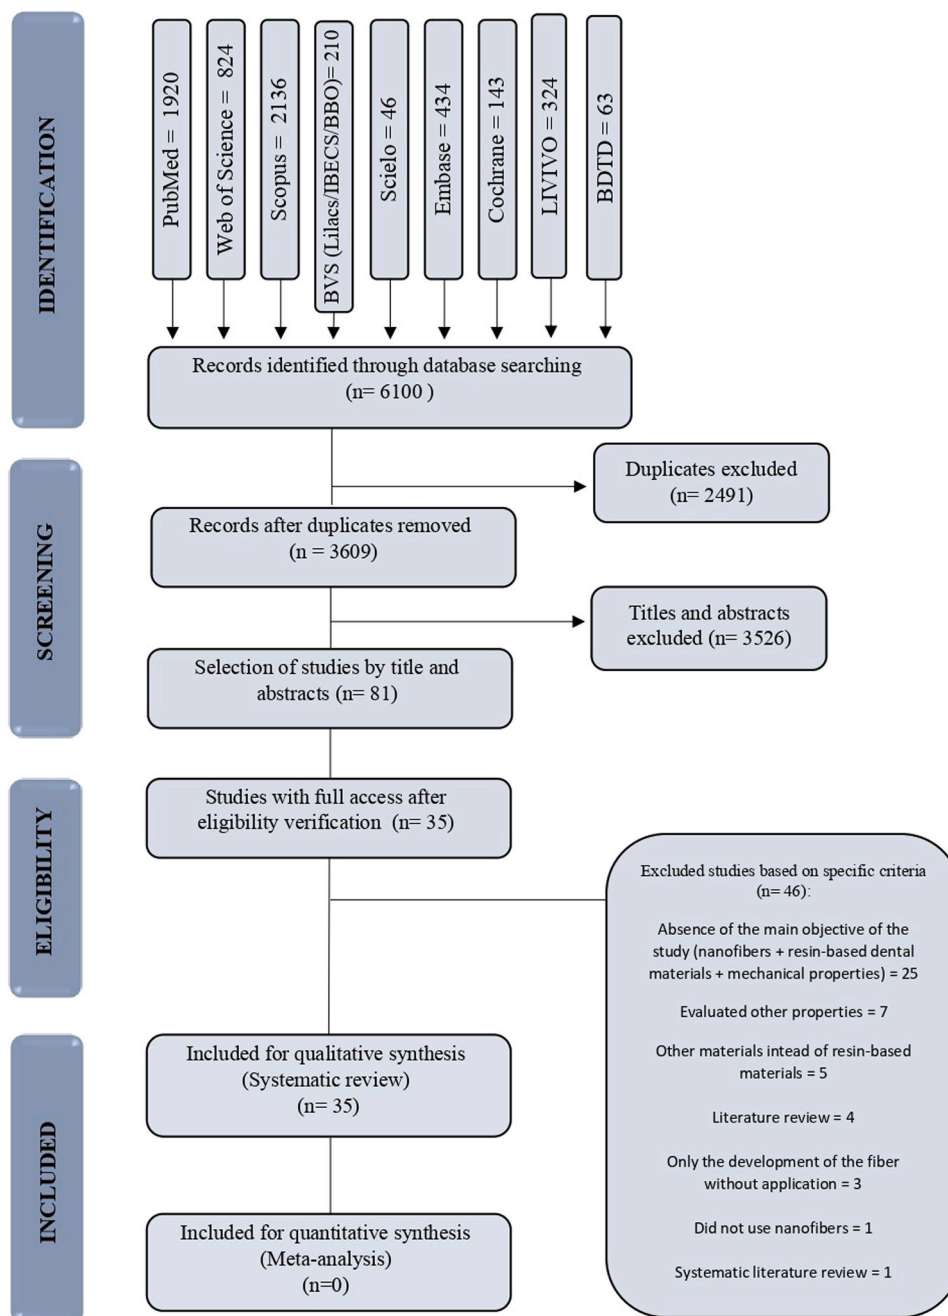 IDENTIFICATION
PubMed = 1920
Web of Science = 824
Scopus = 2136
BVS (Lilacs/IBECS/BBO)= 210
Scielo = 46
Embase = 434
Cochrane = 143
LIVIVO = 324
BDTD = 63
Records identified through database searching
(n= 6100 )
SCREENING
Duplicates excluded
(n= 2491)
Records after duplicates removed
(n = 3609)
Titles and abstracts
excluded (n= 3526)
Selection of studies by title and
abstracts (n= 81)
ELIGIBILITY
Studies with full access after
eligibility verification (n= 35)
Excluded studies based on specific criteria
(n= 46):
Absence of the main objective of the
study (nanofibers + resin-based dental
materials + mechanical properties) = 25
Evaluated other properties = 7
Other materials intead of resin-based
materials = 5
Literature review = 4
Only the development of the fiber
without application = 3
Did not use nanofibers = 1
Systematic literature review = 1
INCLUDED
Included for qualitative synthesis
(Systematic review)
(n= 35)
Included for quantitative synthesis
(Meta-analysis)
(n=0)